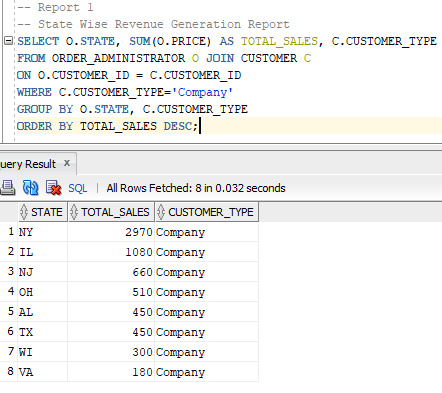 -- Report 1
-- State Wise Revenue Generation Report
SELECT O.STATE, SUM(O.PRICE) AS TOTAL_SALES, C.CUSTOMER_TYPE
FROM ORDER_ADMINISTRATOR O JOIN CUSTOMER C
ON O.CUSTOMER_ID = C.CUSTOMER_ID
WHERE C.CUSTOMER_TYPE='Company'
GROUP BY O.STATE, C.CUSTOMER_TYPE
ORDER BY TOTAL_SALES DESC;
uery Result x
SQL | All Rows Fetched: 8 in 0.032 seconds
STATE TOTAL_SALES CUSTOMER_TYPE
1 NY 2970 Company
2 IL 1080 Company
3 NJ 660 Company
4 OH 510 Company
5 AL 450 Company
6 TX 450 Company
7 WI 300 Company
8 VA 180 Company